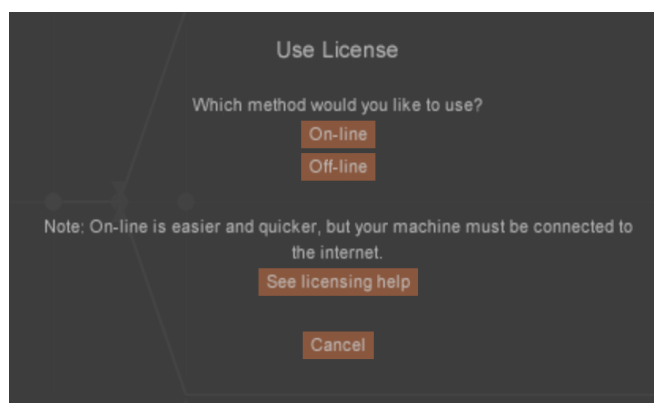 Use License
Which method would you like to use?
On-line
Off-line
Note: On-line is easier and quicker, but your machine must be connected to
the internet.
See licensing help
Cancel